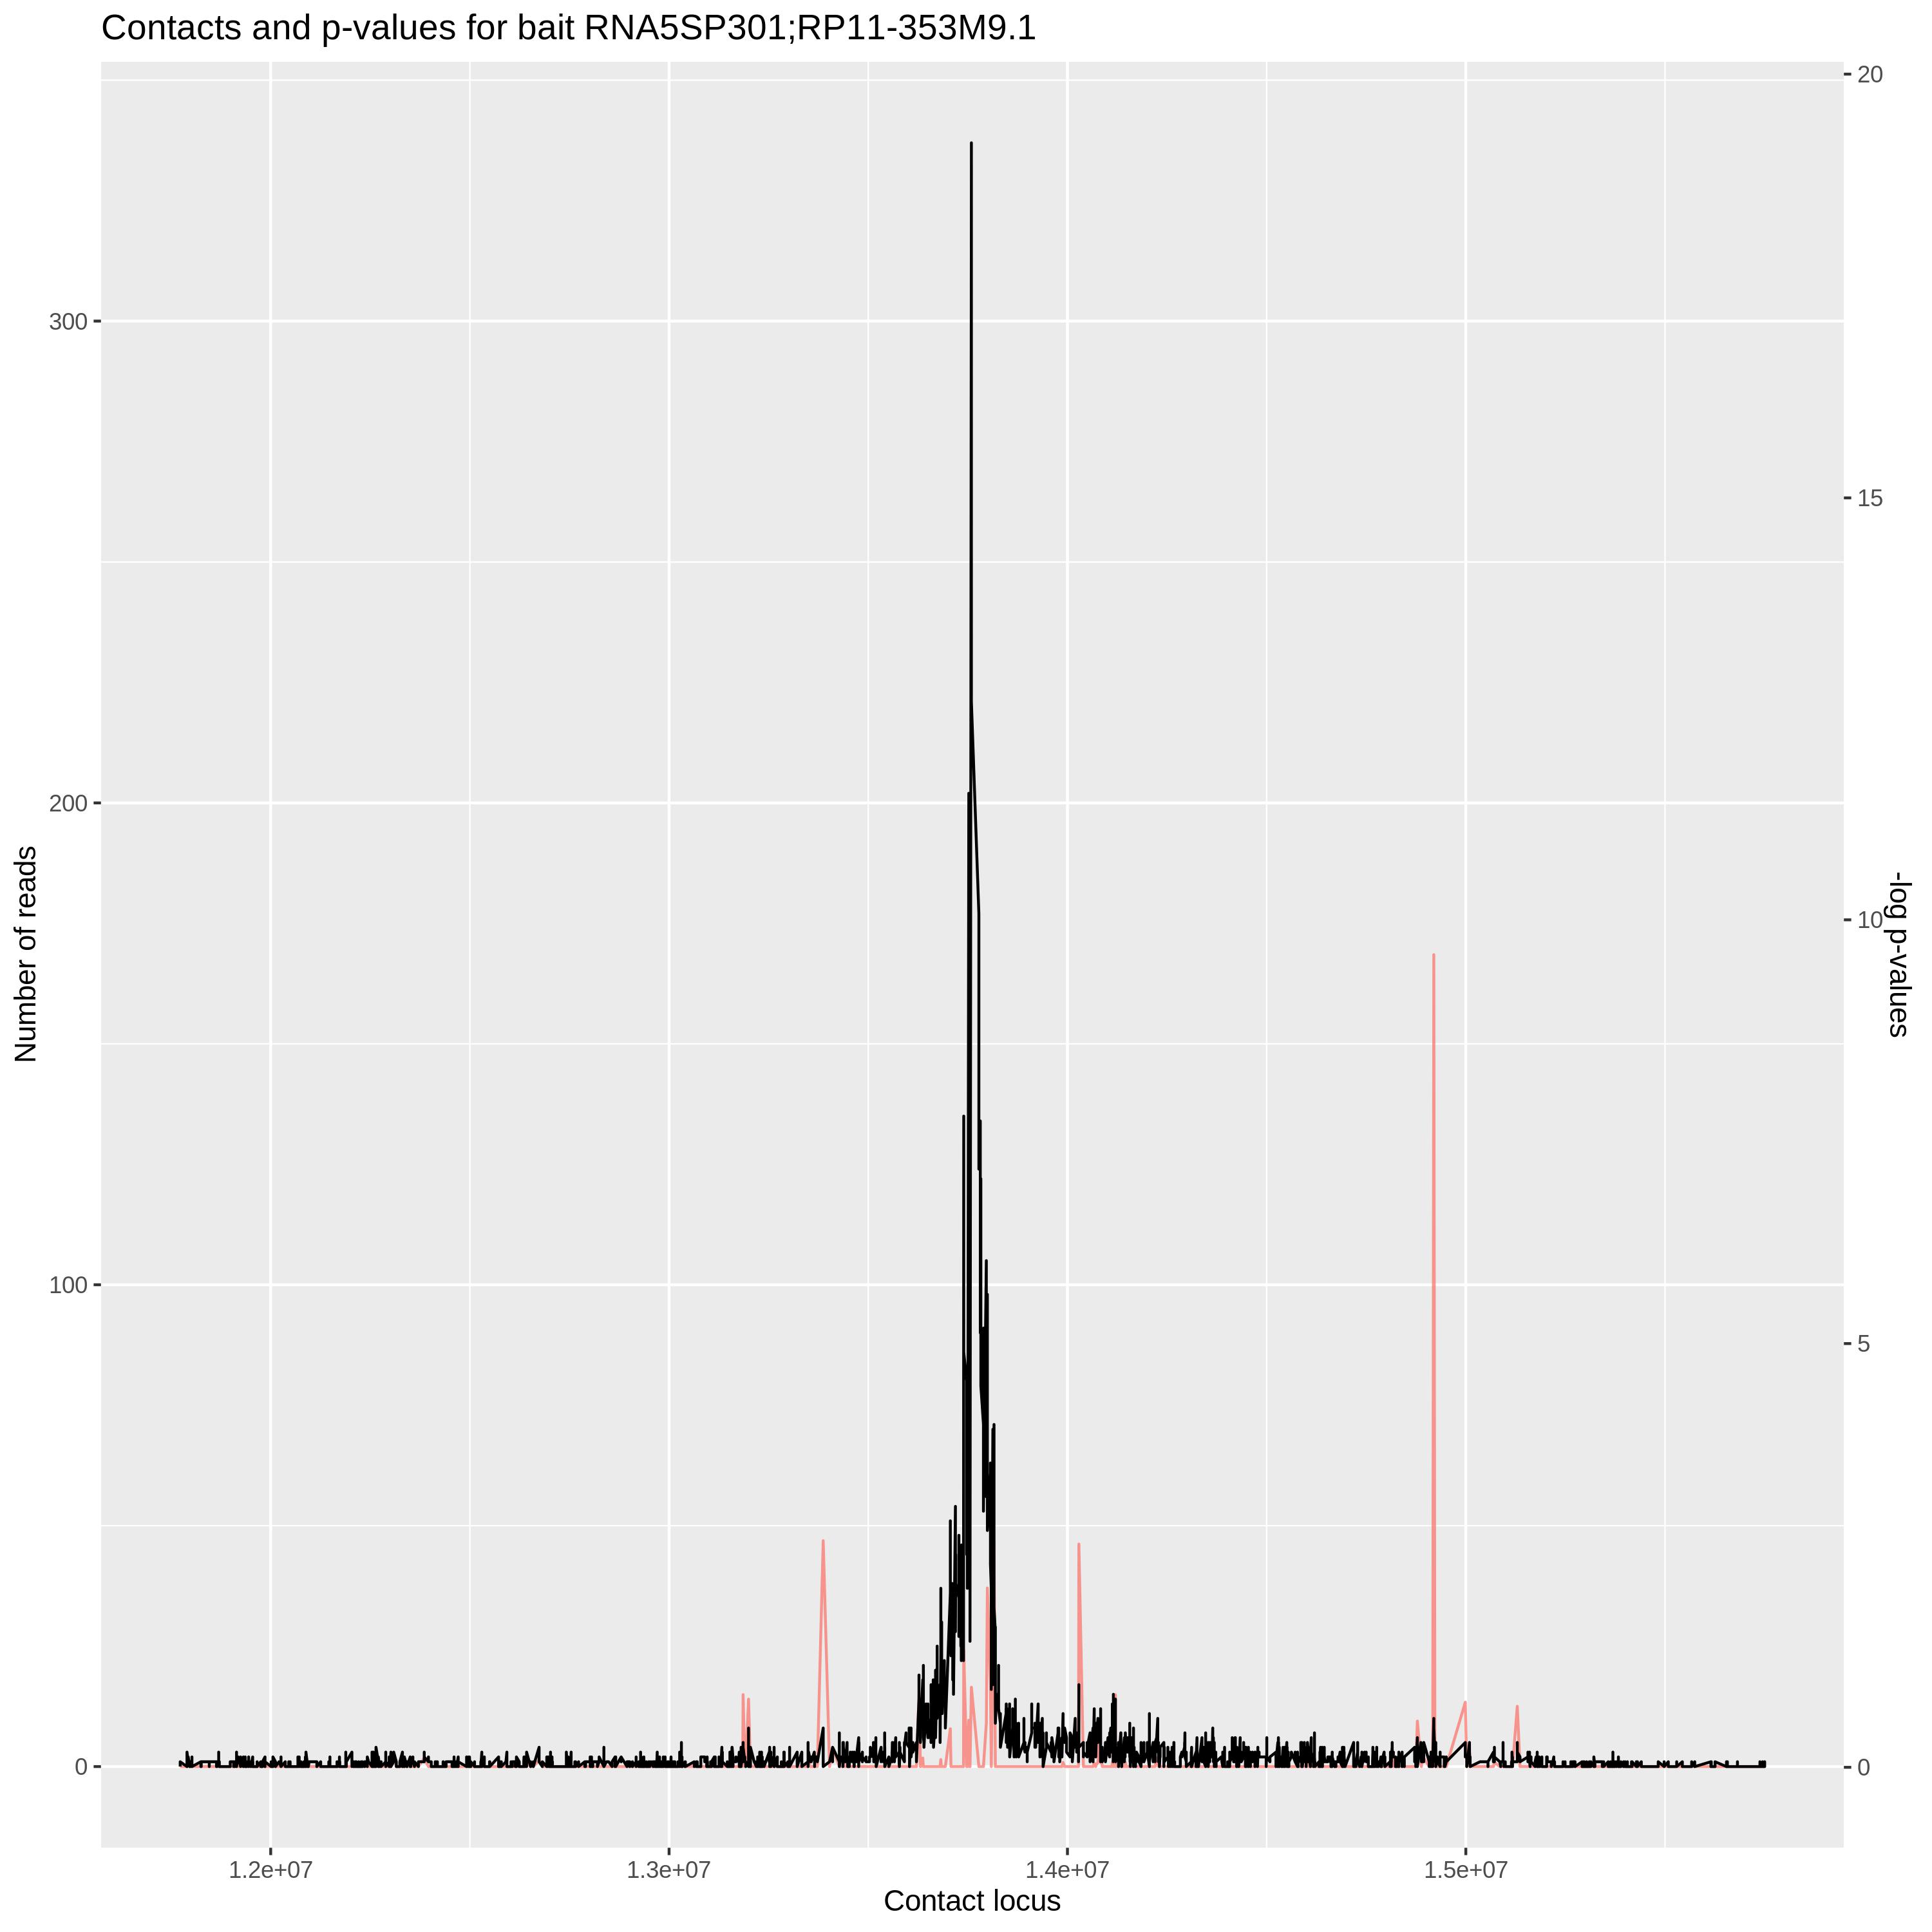 Contacts and p-values for bait RNA5SP301;RP11-353M9.1
20
300
15
200
Number of reads
-log p-values
10
100
5
0
0
1.2e+07
1.3e+07
1.4e+07
1.5e+07
Contact locus